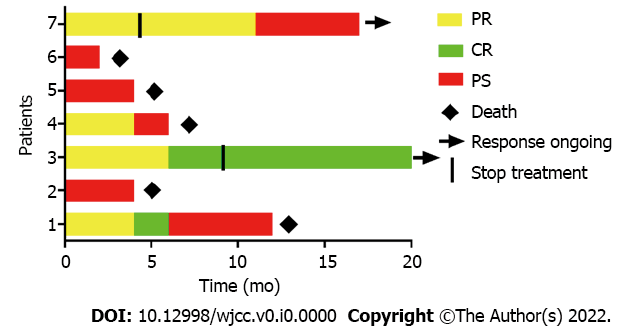 7
6
5
4
3
2
1
Patients
0 5 10 15 20
Time (mo)
PR
CR
PS
Death
Response ongoing
Stop treatment
DOI: 10.12998/wjcc.v0.i0.0000 Copyright ©The Author(s) 2022.